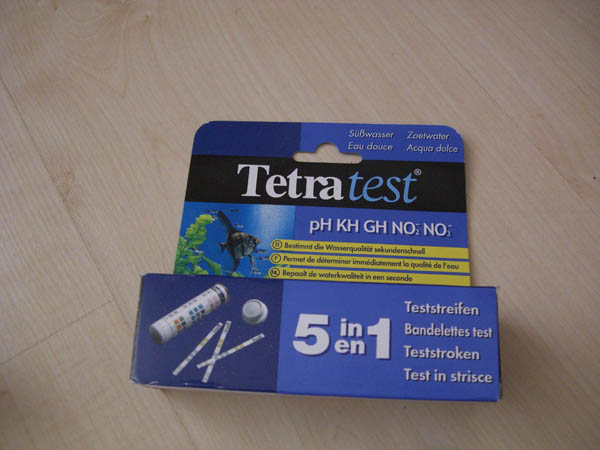 Süßwasser Zoetwater
Eau douce Acqua dolce
Tetratest®
pH KH GH NO₂⁻ NO₃⁻
D Bestimmt die Wasserqualität sekundenschnell
F Permet de déterminer immédiatement la qualité de l'eau
NL Bepaalt de waterkwaliteit in een seconde
5 in en 1
Teststreifen
Bandelettes test
Teststroken
Test in strisce